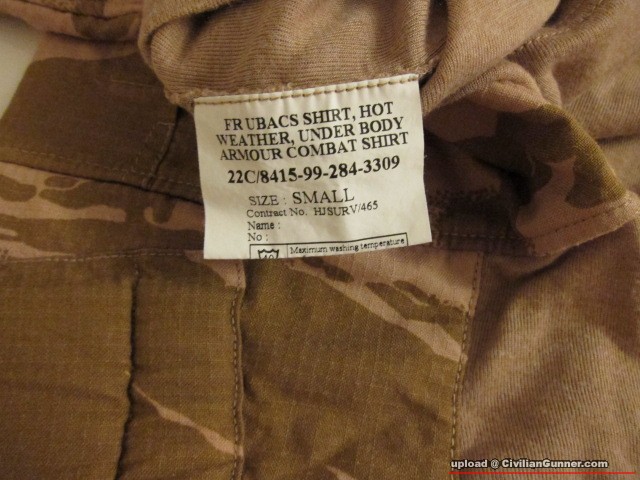 FR UBACS SHIRT, HOT
WEATHER, UNDER BODY
ARMOUR COMBAT SHIRT
22C/8415-99-284-3309
SIZE : SMALL
Contract No. HJSURV/465
Name :
No :
Maximum washing temperature
upload @ CivilianGunner.com